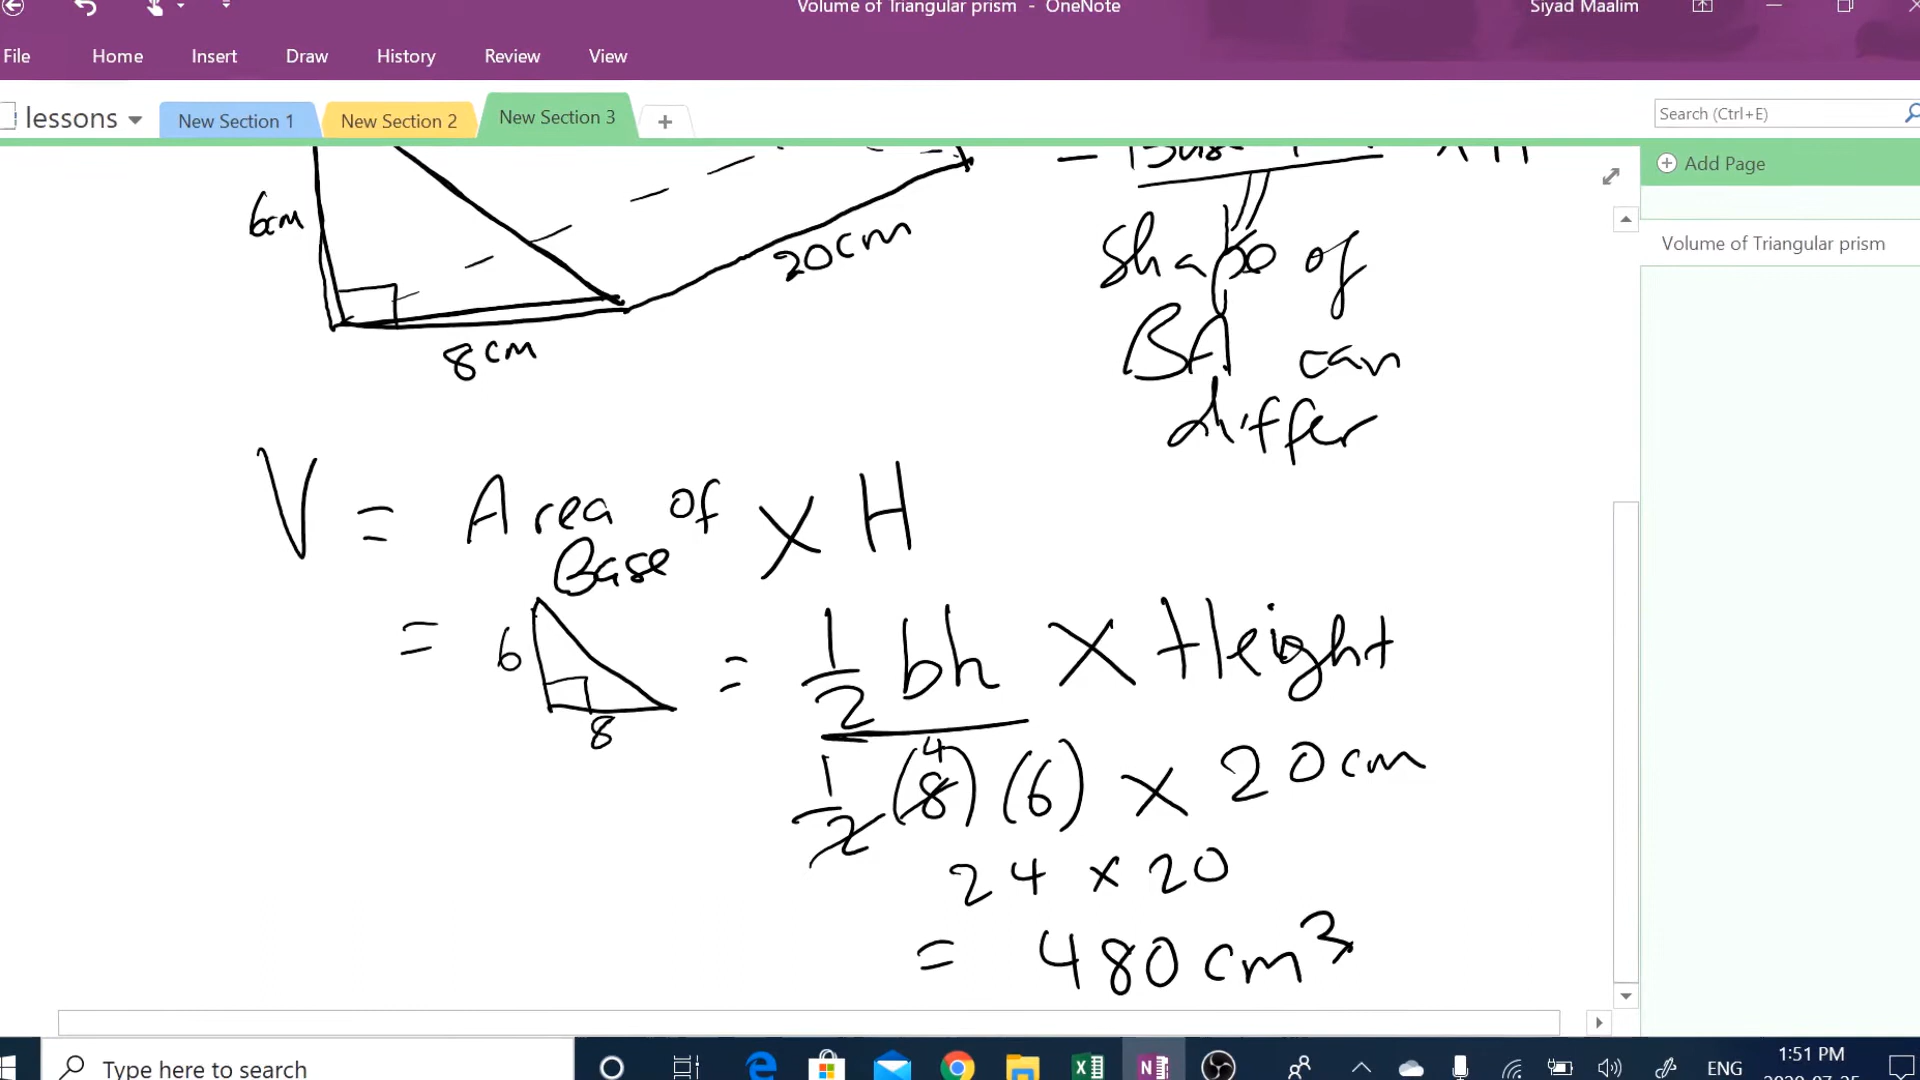 Volume of Triangular prism - OneNote
Siyad Maalim
File Home Insert Draw History Review View
lessons
New Section 1
New Section 2
New Section 3
+
Search (Ctrl+E)
Add Page
Volume of Triangular prism
6cm
20cm
8cm
x H
=
Shape of
BA can
differ
V = Area of Base x H
= 6 8 = 1/2 bh x Height
1/2 (8) (6) x 20cm
4
24 x 20
= 480 cm³
Type here to search
ENG
1:51 PM